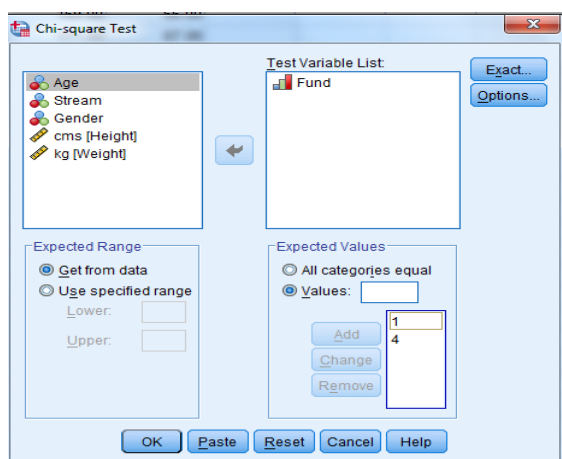 Chi-square Test
Test Variable List:
Age
Stream
Gender
cms [Height]
kg [Weight]
Fund
Exact...
Options...
Expected Range
Get from data
Use specified range
Lower:
Upper:
Expected Values
All categories equal
Values:
Add
Change
Remove
1
4
OK
Paste
Reset
Cancel
Help